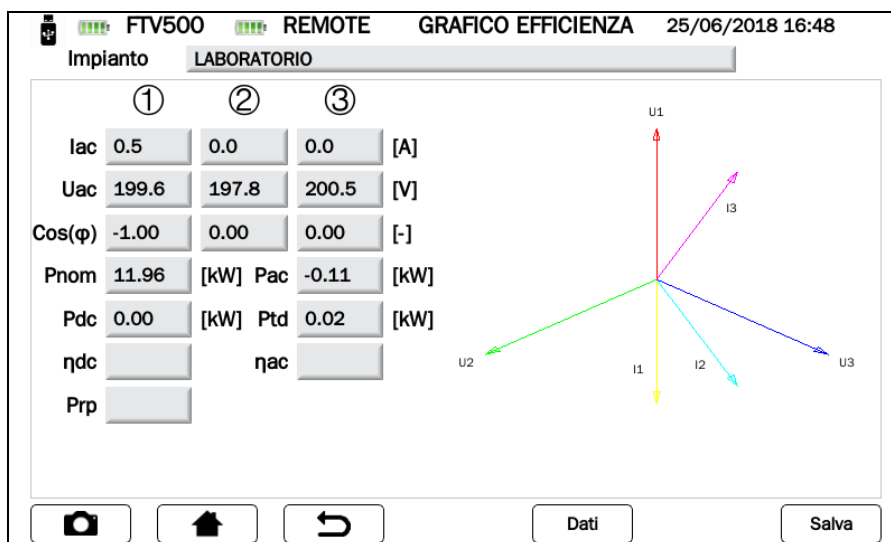 FTV500 REMOTE GRAFICO EFFICIENZA 25/06/2018 16:48
Impianto LABORATORIO
① ② ③
Iac 0.5 0.0 0.0 [A]
Uac 199.6 197.8 200.5 [V]
Cos(φ) -1.00 0.00 0.00 [-]
Pnom 11.96 [kW] Pac -0.11 [kW]
Pdc 0.00 [kW] Ptd 0.02 [kW]
ηdc ηac
Prp
U1
I3
U2
I1
I2
U3
Dati
Salva